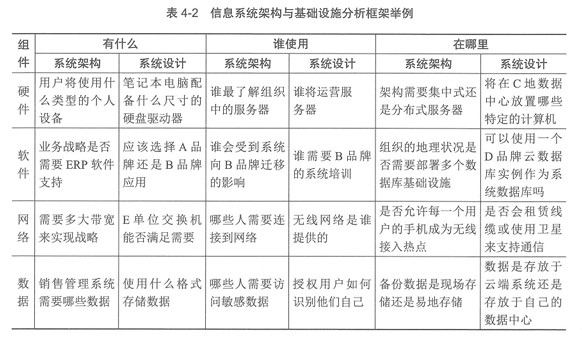 表 4-2 信息系统架构与基础设施分析框架举例
组件 有什么 谁使用 在哪里
系统架构 系统设计 系统架构 系统设计 系统架构 系统设计
硬件
用户将使用什
么类型的个人
设备
笔记本电脑配
备什么尺寸的
硬盘驱动器
谁最了解组织
中的服务器
谁将运营服
务器
架构需要集中式还
是分布式服务器
将在 C 地数据
中心放置哪些
特定的计算机
软件
业务战略是否
需要 ERP 软件
支持
应该选择 A 品
牌还是 B 品牌
应用
谁会受到系统
向 B 品牌迁移
的影响
谁需要 B 品牌
的系统培训
组织的地理状况是
否需要部署多个数
据库基础设施
可以使用一个
D 品牌云数据
库实例作为系
统数据库吗
网络
需要多大带宽
来实现战略
E 单位交换机
能否满足需要
哪些人需要连
接到网络
无线网络是谁
提供的
是否允许每一个用
户的手机成为无线
接入热点
是否会租赁线
缆或使用卫星
来支持通信
数据
销售管理系统
需要哪些数据
使用什么格式
存储数据
哪些人需要访
问敏感数据
授权用户如何
识别他们自己
备份数据是现场存
储还是易地存储
数据是存放于
云端系统还是
存放于自己的
数据中心